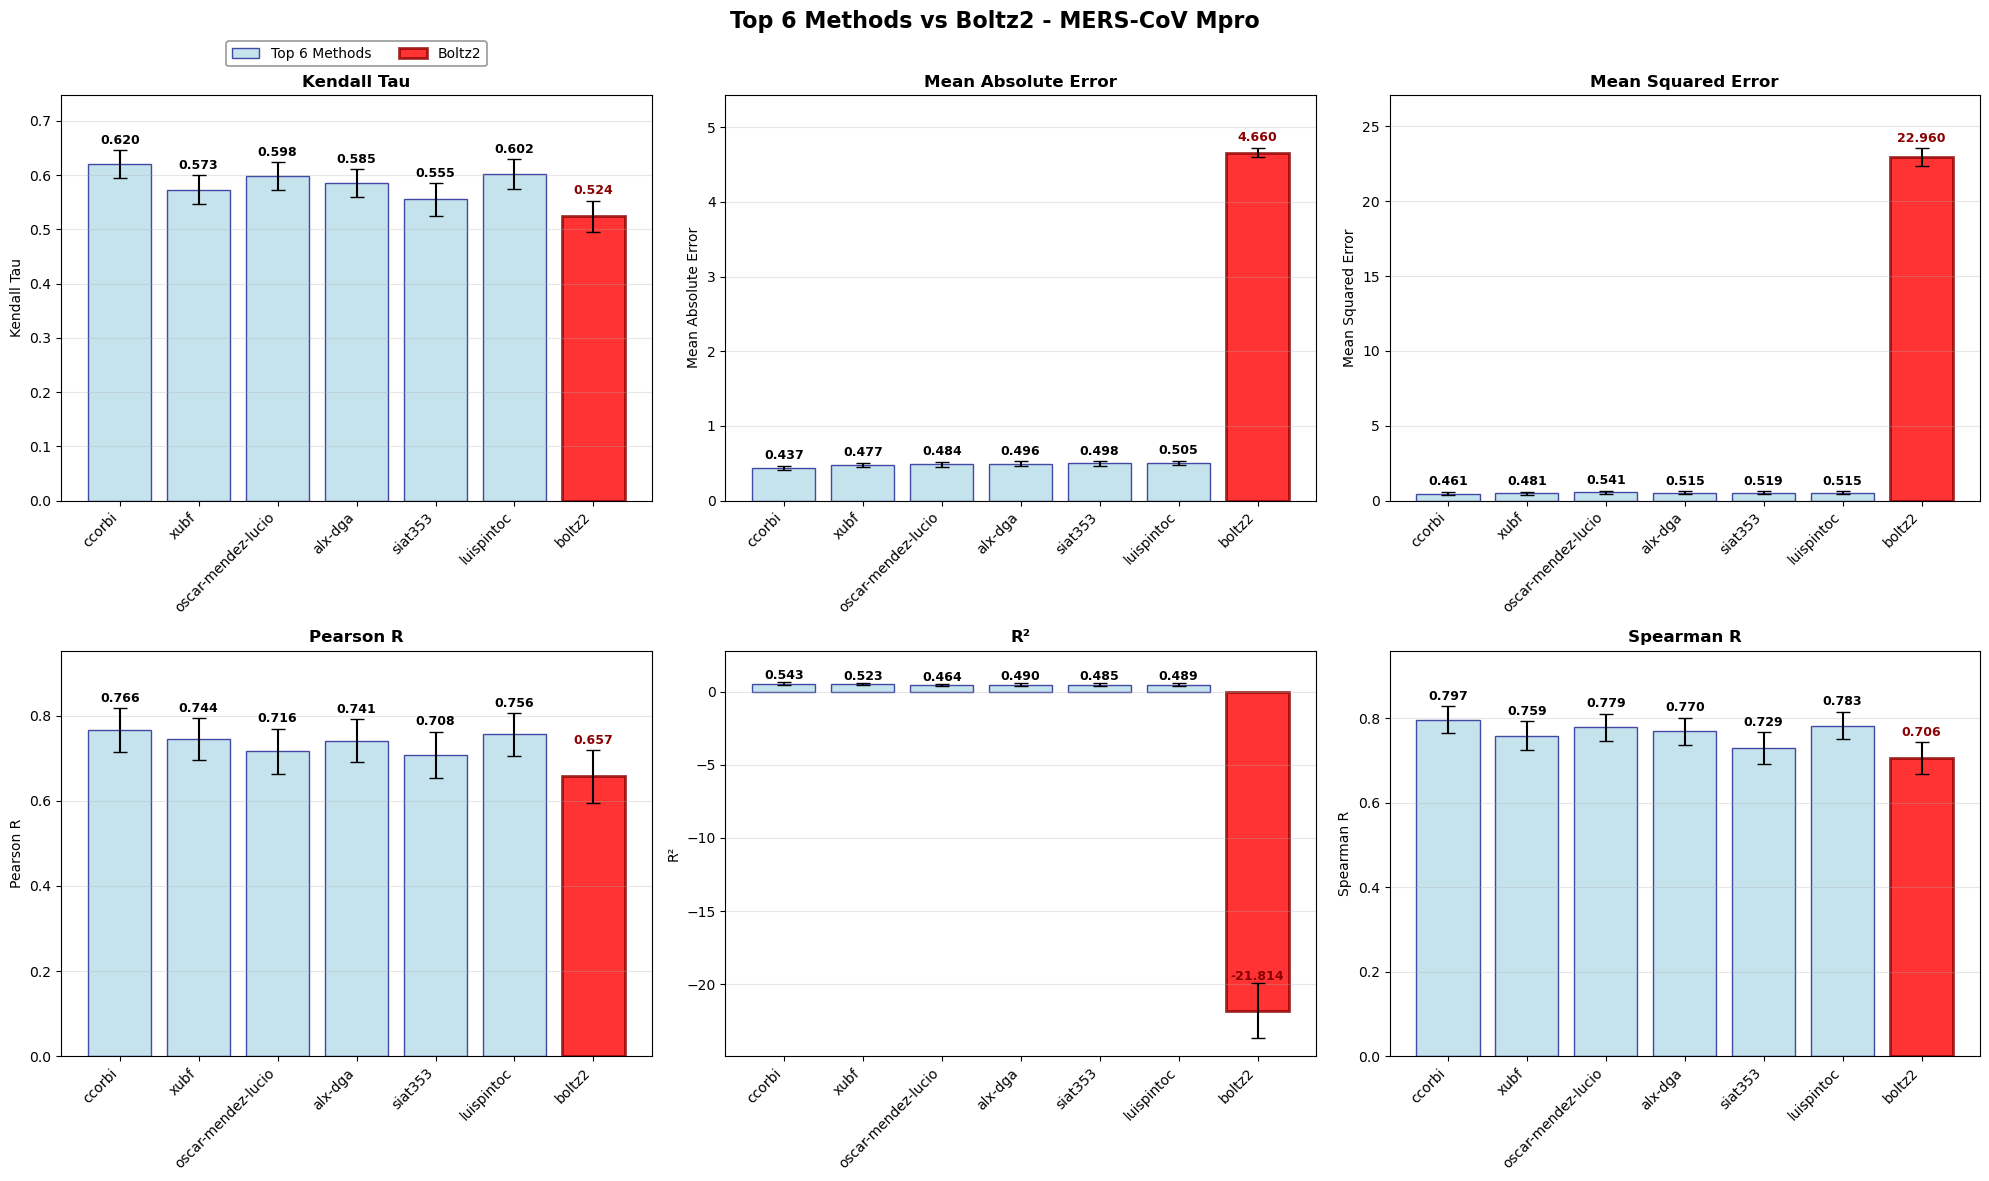 Top 6 Methods vs Boltz2 - MERS-CoV Mpro
Top 6 Methods
Boltz2
Kendall Tau
0.7
0.6
0.5
0.4
0.3
0.2
0.1
0.0
Kendall Tau
0.620
0.573
0.598
0.585
0.555
0.602
0.524
ccorbi
xubf
oscar-mendez-lucio
alx-dga
siat353
luispintoc
boltz2
Mean Absolute Error
5
4
3
2
1
0
Mean Absolute Error
0.437
0.477
0.484
0.496
0.498
0.505
4.660
ccorbi
xubf
oscar-mendez-lucio
alx-dga
siat353
luispintoc
boltz2
Mean Squared Error
25
20
15
10
5
0
Mean Squared Error
0.461
0.481
0.541
0.515
0.519
0.515
22.960
ccorbi
xubf
oscar-mendez-lucio
alx-dga
siat353
luispintoc
boltz2
Pearson R
0.8
0.6
0.4
0.2
0.0
Pearson R
0.766
0.744
0.716
0.741
0.708
0.756
0.657
ccorbi
xubf
oscar-mendez-lucio
alx-dga
siat353
luispintoc
boltz2
R²
0
−5
−10
−15
−20
R²
0.543
0.523
0.464
0.490
0.485
0.489
-21.814
ccorbi
xubf
oscar-mendez-lucio
alx-dga
siat353
luispintoc
boltz2
Spearman R
0.8
0.6
0.4
0.2
0.0
Spearman R
0.797
0.759
0.779
0.770
0.729
0.783
0.706
ccorbi
xubf
oscar-mendez-lucio
alx-dga
siat353
luispintoc
boltz2